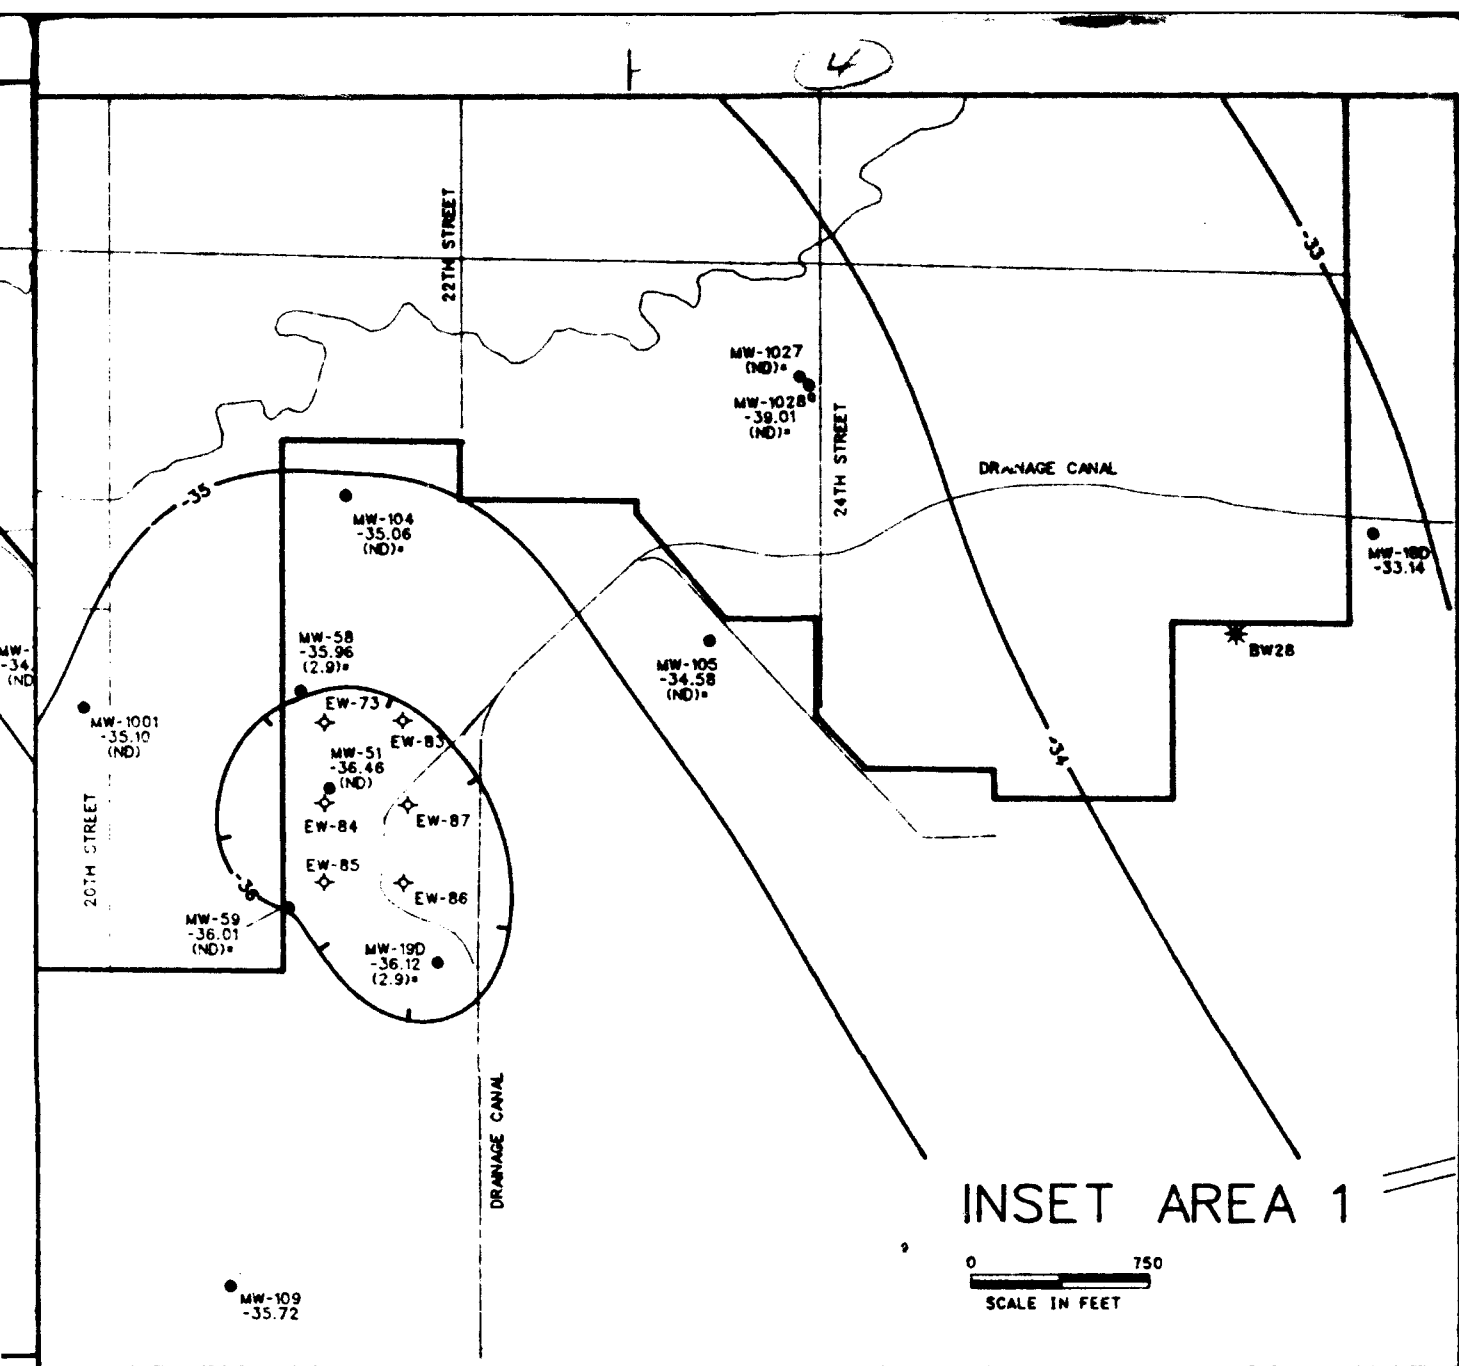 4
22TH STREET
-33
MW-1027
(ND)*
MW-1028
-39.01
(ND)*
24TH STREET
DRAINAGE CANAL
-35
MW-104
-35.06
(ND)*
MW-18D
-33.14
MW-58
-35.96
(2.9)*
MW-105
-34.58
(ND)*
BW28
MW-
-34.
(ND
MW-1001
-35.10
(ND)
EW-73
EW-83
MW-51
-36.46
(ND)
-34
EW-84
EW-87
20TH STREET
EW-85
-36
EW-86
MW-59
-36.01
(ND)*
MW-19D
-36.12
(2.9)*
DRAINAGE CANAL
INSET AREA 1
0 750
SCALE IN FEET
MW-109
-35.72